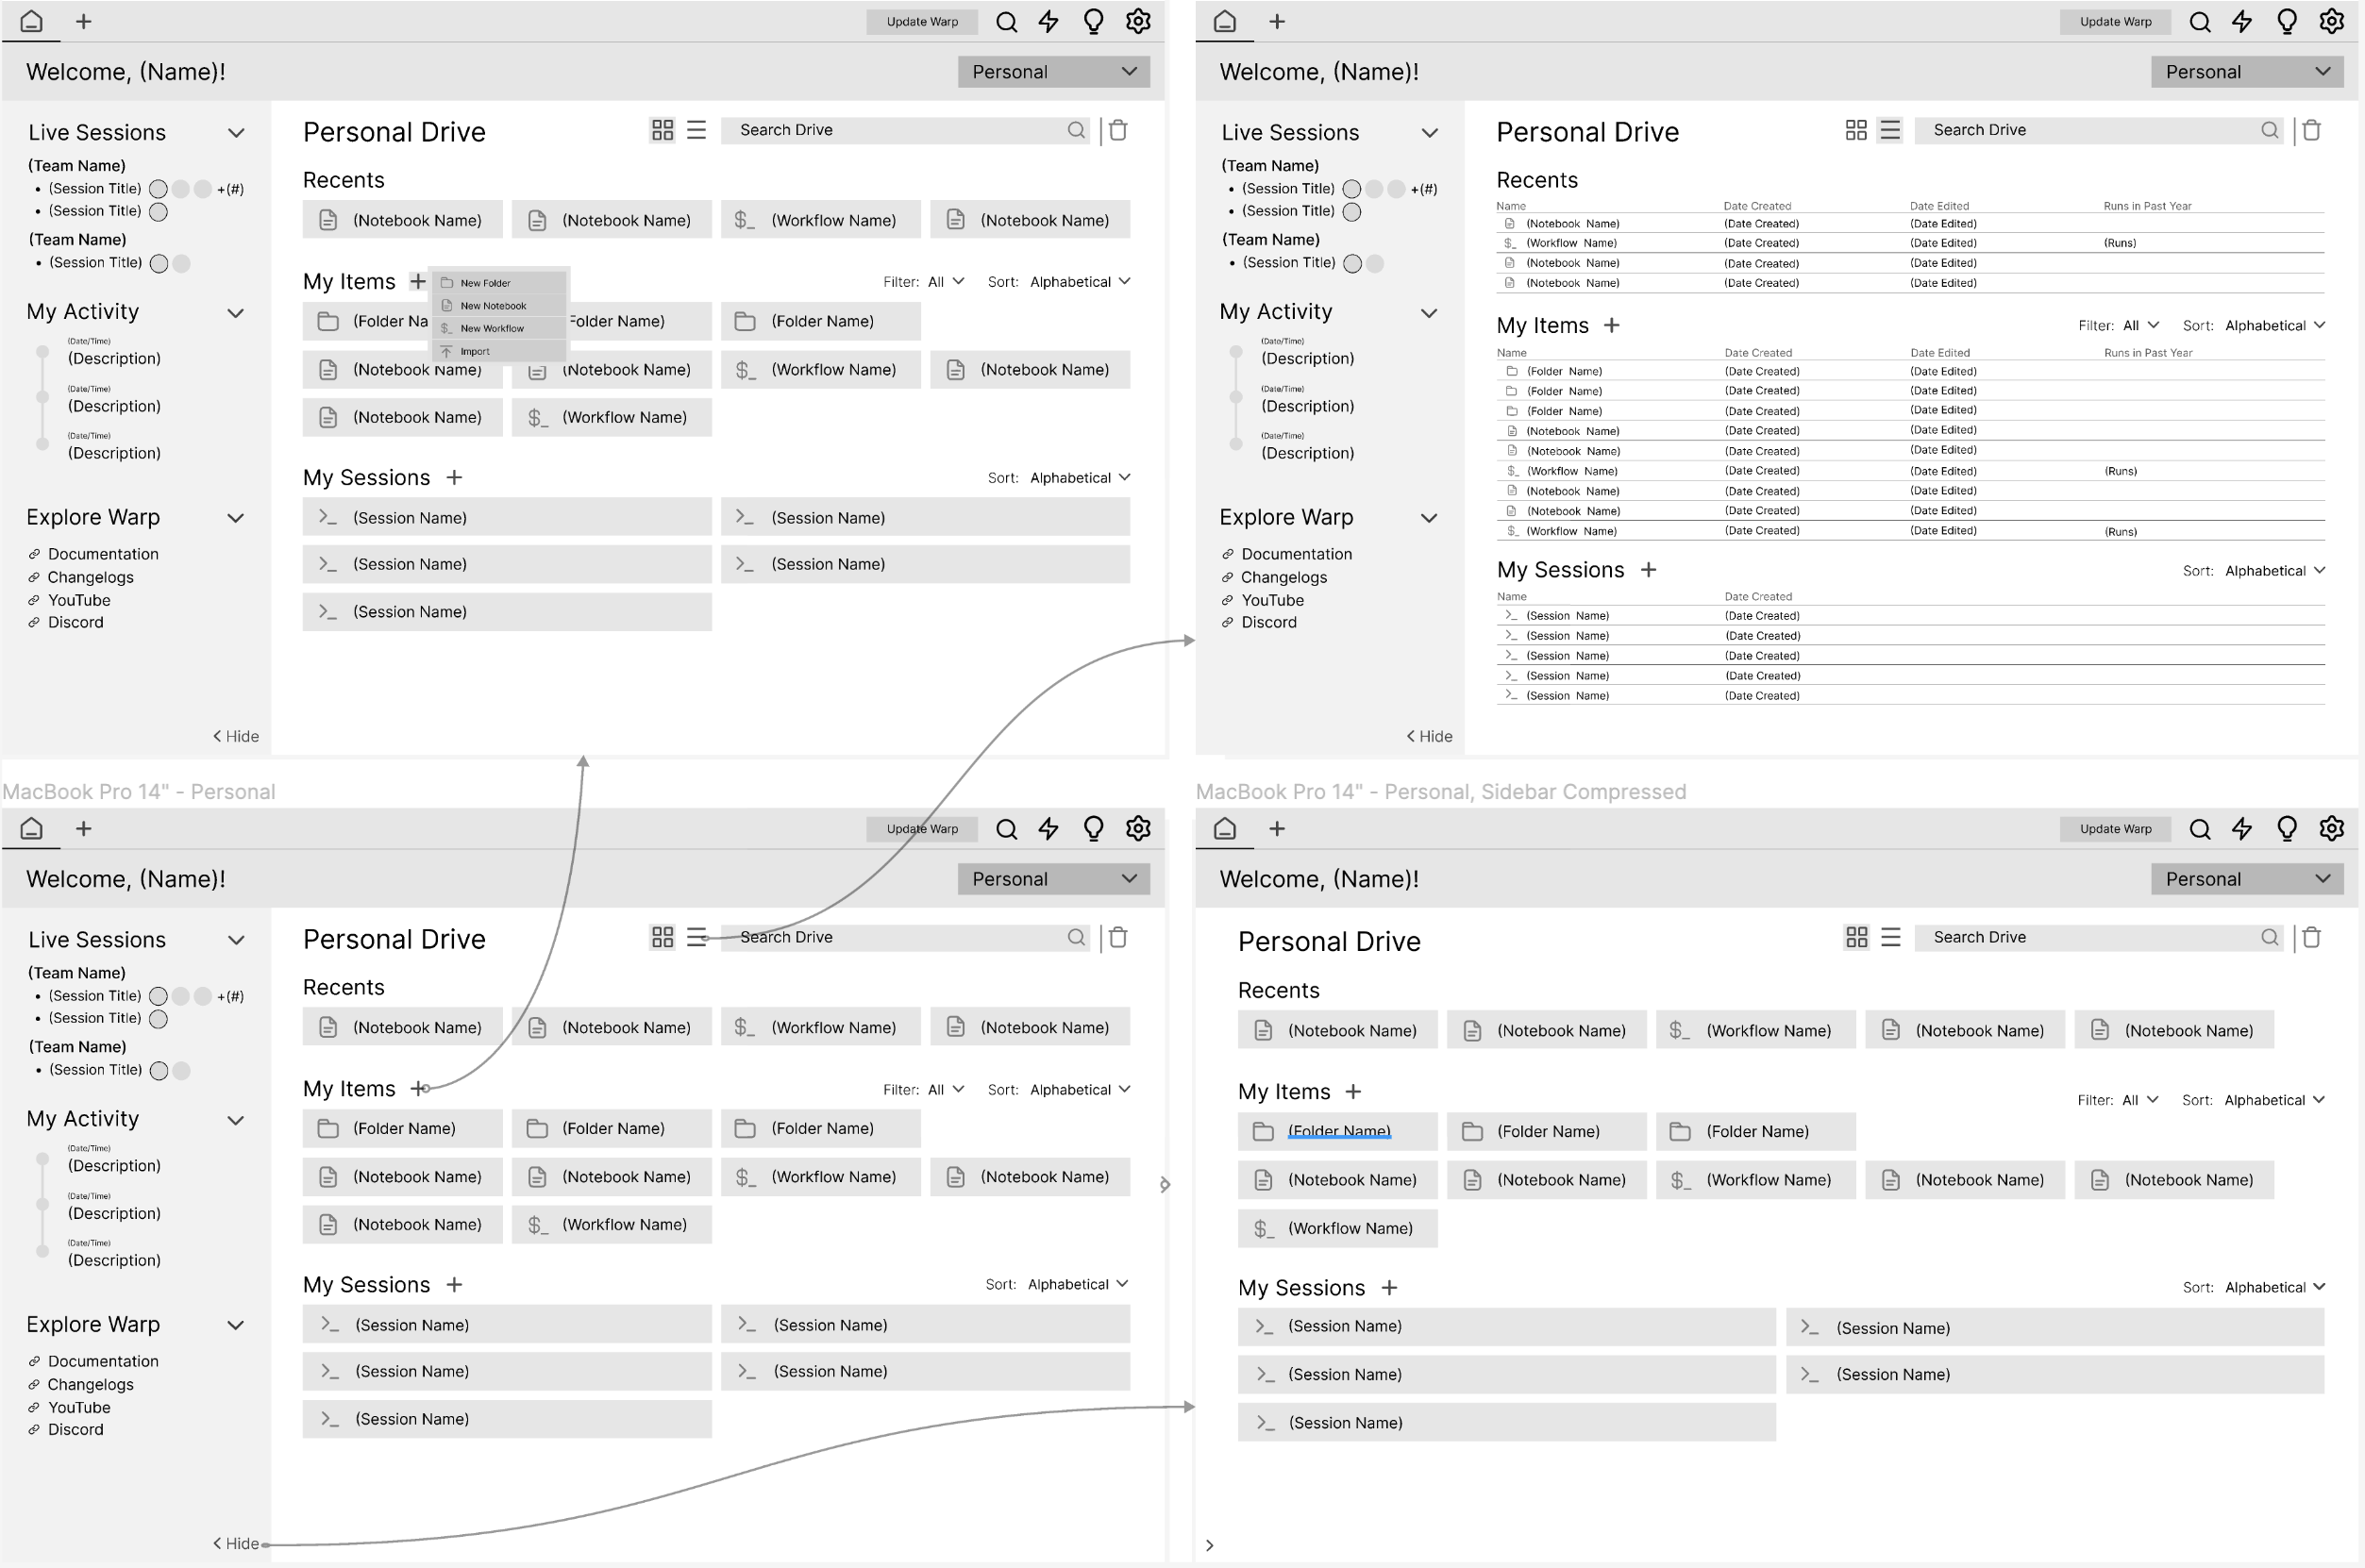 Update Warp
Welcome, (Name)!
Personal
Live Sessions
(Team Name)
• (Session Title) +(#)
• (Session Title)
(Team Name)
• (Session Title)
My Activity
(Date/Time)
(Description)
(Date/Time)
(Description)
(Date/Time)
(Description)
Explore Warp
Documentation
Changelogs
YouTube
Discord
< Hide
Personal Drive
Search Drive
Recents
(Notebook Name) (Notebook Name) $_ (Workflow Name) (Notebook Name)
My Items +
Filter: All Sort: Alphabetical
New Folder
New Notebook
$_ New Workflow
Import
(Folder Na Folder Name) (Folder Name)
(Notebook Name) (Notebook Name) $_ (Workflow Name) (Notebook Name)
(Notebook Name) $_ (Workflow Name)
My Sessions +
Sort: Alphabetical
>_ (Session Name) >_ (Session Name)
>_ (Session Name) >_ (Session Name)
>_ (Session Name)
Update Warp
Welcome, (Name)!
Personal
Live Sessions
(Team Name)
• (Session Title) +(#)
• (Session Title)
(Team Name)
• (Session Title)
My Activity
(Date/Time)
(Description)
(Date/Time)
(Description)
(Date/Time)
(Description)
Explore Warp
Documentation
Changelogs
YouTube
Discord
< Hide
Personal Drive
Search Drive
Recents
Name Date Created) (Date Edited) Runs in Past Year
(Notebook Name) (Date Created) (Date Edited)
$_ (Workflow Name) (Date Created) (Date Edited) (Runs)
(Notebook Name) (Date Created) (Date Edited)
(Notebook Name) (Date Created) (Date Edited)
My Items +
Filter: All Sort: Alphabetical
Name Date Created (Date Edited Runs in Past Year
(Folder Name) (Date Created) (Date Edited)
(Folder Name) (Date Created) (Date Edited)
(Folder Name) (Date Created) (Date Edited)
(Notebook Name) (Date Created) (Date Edited)
(Notebook Name) (Date Created) (Date Edited)
$_ (Workflow Name) (Date Created) (Date Edited) (Runs)
(Notebook Name) (Date Created) (Date Edited)
(Notebook Name) (Date Created) (Date Edited)
$_ (Workflow Name) (Date Created) (Date Edited) (Runs)
My Sessions +
Sort: Alphabetical
Name Date Created
>_ (Session Name) (Date Created)
>_ (Session Name) (Date Created)
>_ (Session Name) (Date Created)
>_ (Session Name) (Date Created)
>_ (Session Name) (Date Created)
MacBook Pro 14" - Personal
Update Warp
Welcome, (Name)!
Personal
Live Sessions
(Team Name)
• (Session Title) +(#)
• (Session Title)
(Team Name)
• (Session Title)
My Activity
(Date/Time)
(Description)
(Date/Time)
(Description)
(Date/Time)
(Description)
Explore Warp
Documentation
Changelogs
YouTube
Discord
< Hide
Personal Drive
Search Drive
Recents
(Notebook Name) (Notebook Name) $_ (Workflow Name) (Notebook Name)
My Items +
Filter: All Sort: Alphabetical
(Folder Name) (Folder Name) (Folder Name)
(Notebook Name) (Notebook Name) $_ (Workflow Name) (Notebook Name)
(Notebook Name) $_ (Workflow Name)
My Sessions +
Sort: Alphabetical
>_ (Session Name) >_ (Session Name)
>_ (Session Name) >_ (Session Name)
>_ (Session Name)
MacBook Pro 14" - Personal, Sidebar Compressed
Update Warp
Welcome, (Name)!
Personal
Personal Drive
Search Drive
Recents
(Notebook Name) (Notebook Name) $_ (Workflow Name) (Notebook Name) (Notebook Name)
My Items +
Filter: All Sort: Alphabetical
(Folder Name) (Folder Name) (Folder Name)
(Notebook Name) (Notebook Name) $_ (Workflow Name) (Notebook Name) (Notebook Name)
$_ (Workflow Name)
My Sessions +
Sort: Alphabetical
>_ (Session Name) >_ (Session Name)
>_ (Session Name) >_ (Session Name)
>_ (Session Name)